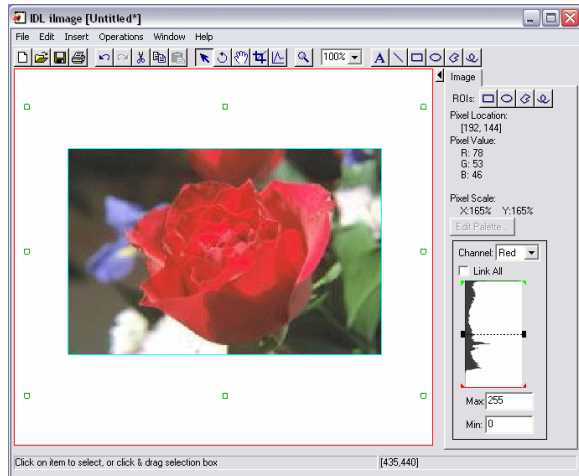 IDL iImage [Untitled*]
File Edit Insert Operations Window Help
100%
A
Image
ROIs:
Pixel Location:
[192, 144]
Pixel Value:
R: 78
G: 53
B: 46
Pixel Scale:
X:165% Y:165%
Edit Palette...
Channel: Red
Link All
Max: 255
Min: 0
Click on item to select, or click & drag selection box
[435,440]